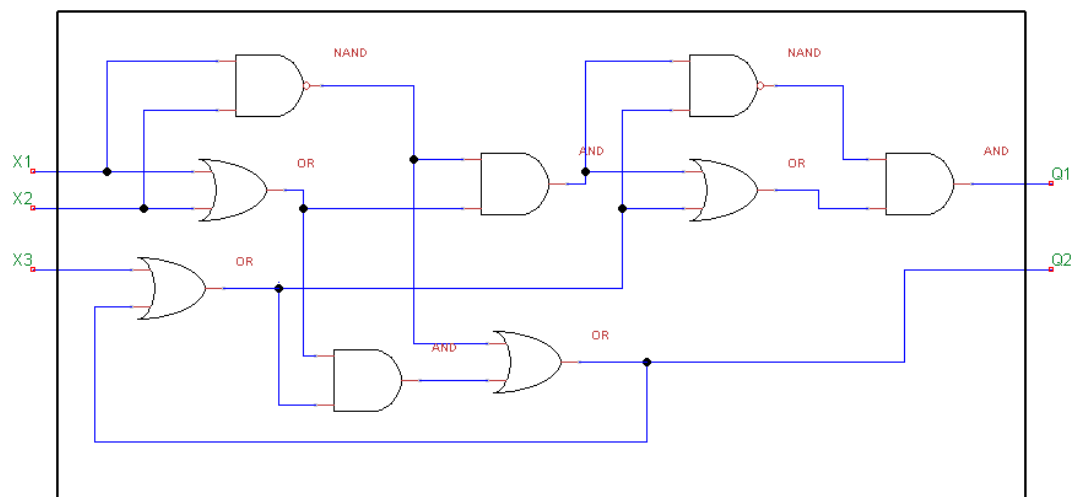 NAND
NAND
X1
OR
AND
OR
AND
Q1
X2
X3
OR
Q2
AND
OR